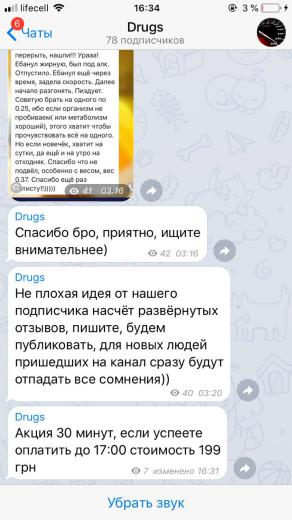 lifecell
16:34
3 %
6
Чаты
Drugs
78 подписчиков
перерыть, нашли!!! Урава!
Ебанул жирную, был под алк.
Отпустило. Ебанул ещё через
время, задела скорость. Далее
начало разгонять. Пиздует.
Советую брать на одного по
0.25, ибо если организм не
пробиваем( или метаболизм
хороший), этого хватит чтобы
прочувствовать всё на одного.
Но если новечёк, хватит на
сутки, да ещё и на утро на
отходняк. Спасибо что не
подвёл, особенно с весом, вес
0.37. Спасибо ещё раз
тисту!!)))))
41 03:16
Drugs
Спасибо бро, приятно, ищите
внимательнее)
42 03:16
Drugs
Не плохая идея от нашего
подписчика насчёт развёрнутых
отзывов, пишите, будем
публиковать, для новых людей
пришедших на канал сразу будут
отпадать все сомнения))
40 03:20
Drugs
Акция 30 минут, если успеете
оплатить до 17:00 стоимость 199
грн
7 изменено 16:31
Убрать звук